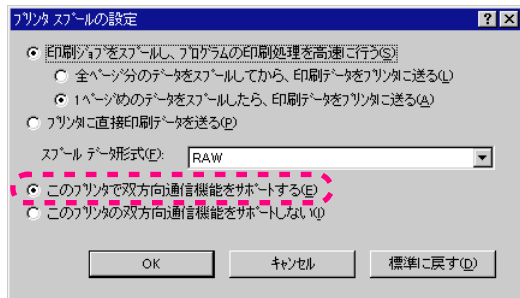 プリンタ スプールの設定
印刷ジョブをスプールし、プログラムの印刷処理を高速に行う(S)
全ページ分のデータをスプールしてから、印刷データをプリンタに送る(L)
1ページめのデータをスプールしたら、印刷データをプリンタに送る(A)
プリンタに直接印刷データを送る(P)
スプール データ形式(F): RAW
このプリンタで双方向通信機能をサポートする(E)
このプリンタの双方向通信機能をサポートしない(I)
OK キャンセル 標準に戻す(D)